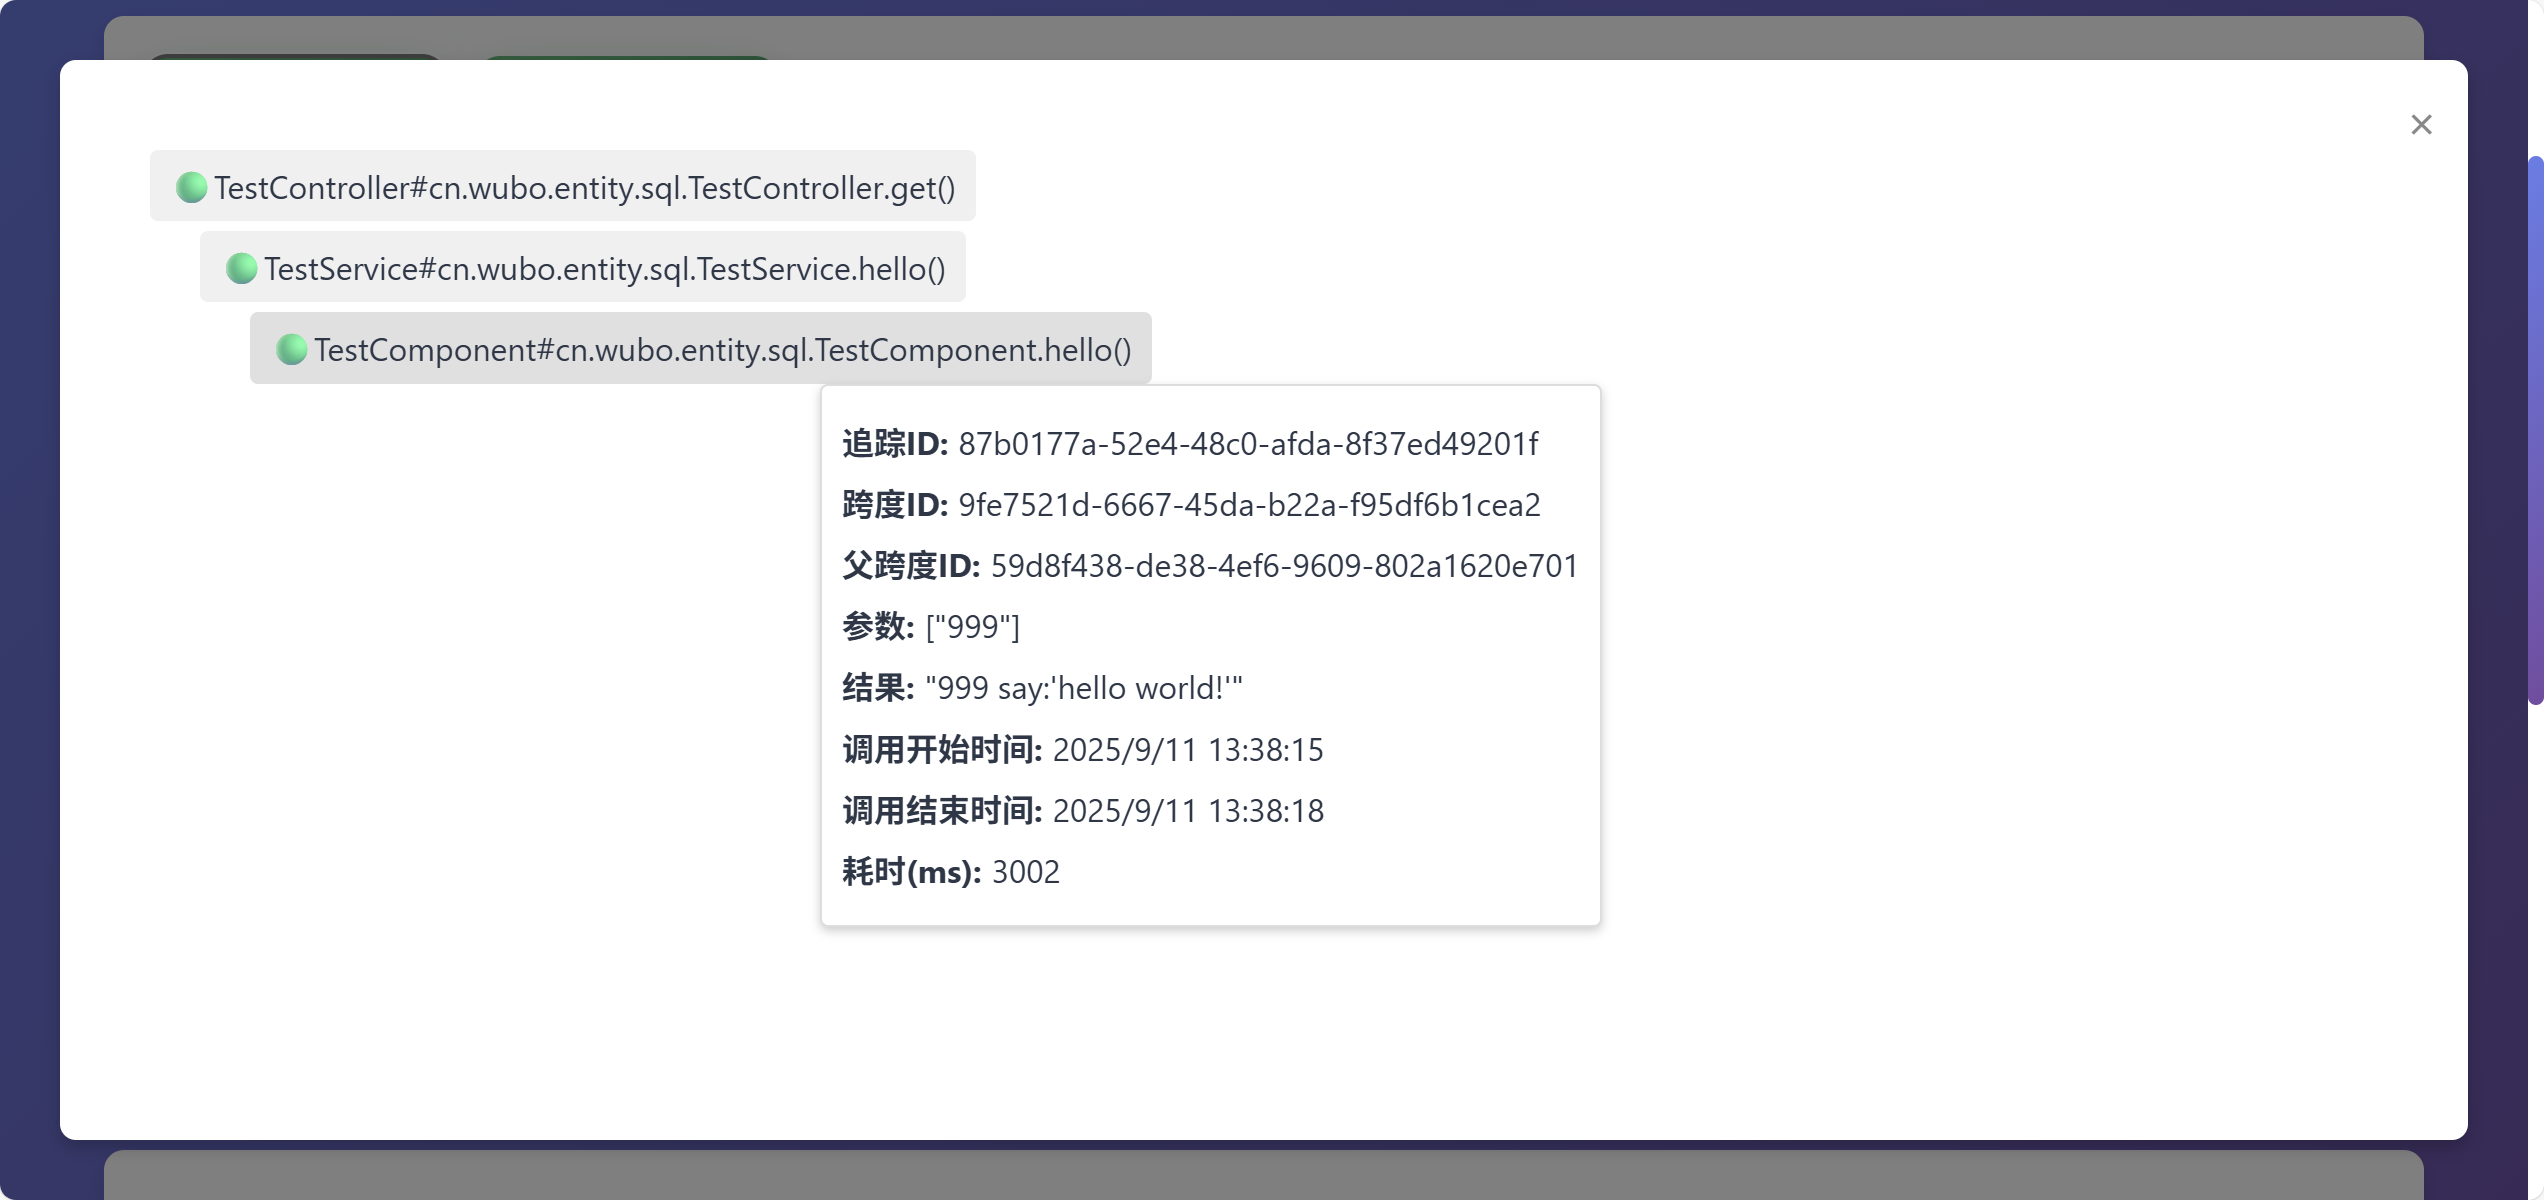 ×
TestController#cn.wubo.entity.sql.TestController.get()
TestService#cn.wubo.entity.sql.TestService.hello()
TestComponent#cn.wubo.entity.sql.TestComponent.hello()
追踪ID: 87b0177a-52e4-48c0-afda-8f37ed49201f
跨度ID: 9fe7521d-6667-45da-b22a-f95df6b1cea2
父跨度ID: 59d8f438-de38-4ef6-9609-802a1620e701
参数: ["999"]
结果: "999 say:'hello world!'"
调用开始时间: 2025/9/11 13:38:15
调用结束时间: 2025/9/11 13:38:18
耗时(ms): 3002